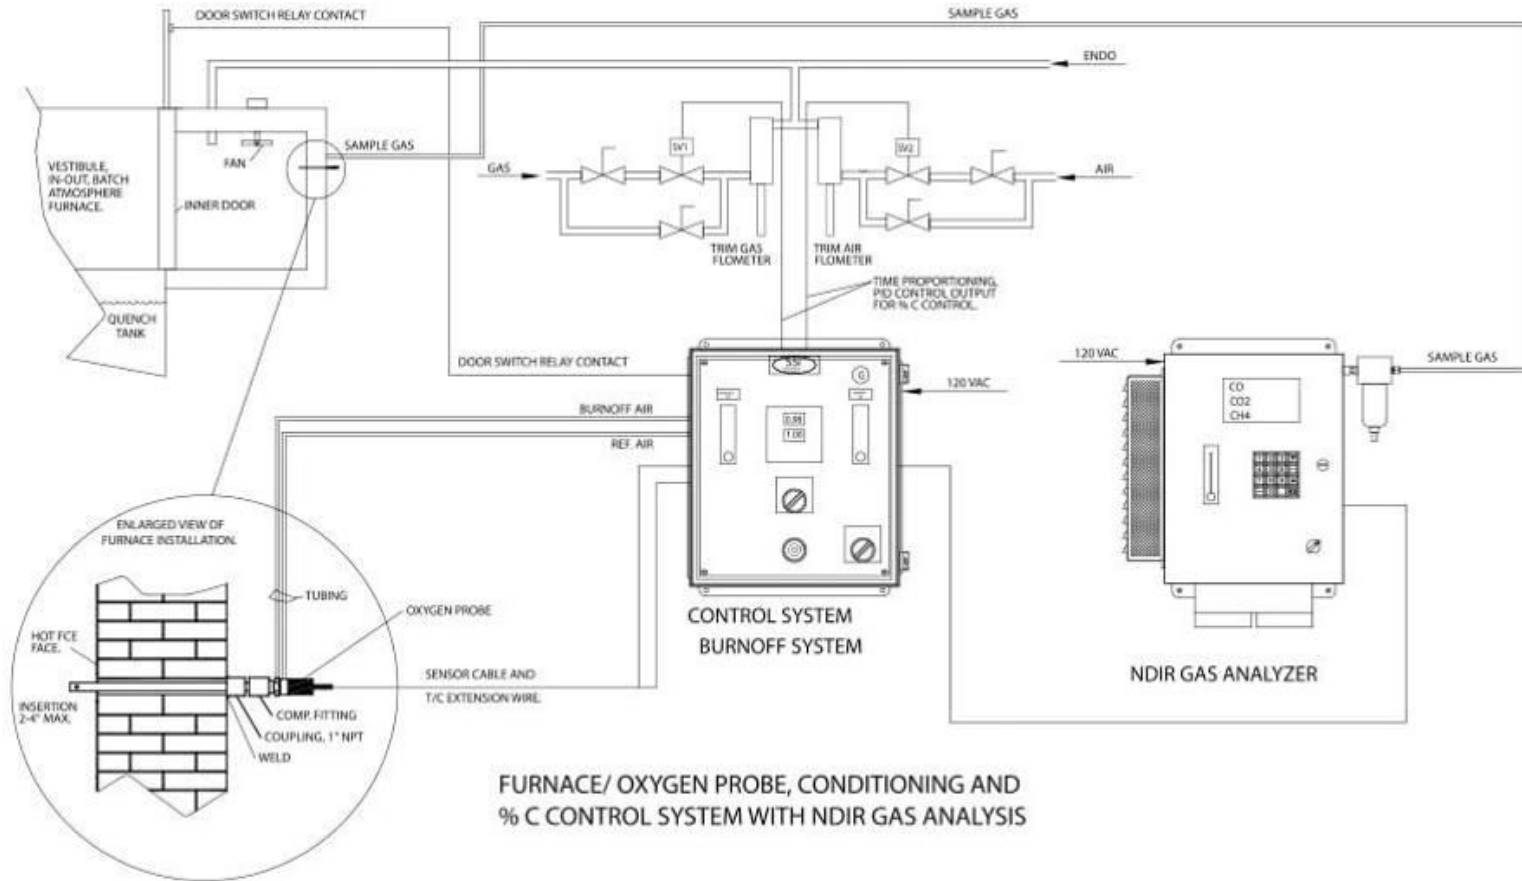 DOOR SWITCH RELAY CONTACT
SAMPLE GAS
ENDO
SAMPLE GAS
FAN
VESTIBULE,
IN-OUT, BATCH
ATMOSPHERE
FURNACE.
INNER DOOR
SV1
SV2
GAS
AIR
TRIM GAS
FLOMETER
TRIM AIR
FLOMETER
TIME PROPORTIONING,
PID CONTROL OUTPUT
FOR % C CONTROL.
QUENCH
TANK
DOOR SWITCH RELAY CONTACT
SSi
G
120 VAC
120 VAC
SAMPLE GAS
CO
CO2
CH4
BURNOFF AIR
REF. AIR
0.98
1.00
ENLARGED VIEW OF
FURNACE INSTALLATION.
TUBING
OXYGEN PROBE
HOT FCE
FACE.
CONTROL SYSTEM
BURNOFF SYSTEM
NDIR GAS ANALYZER
SENSOR CABLE AND
T/C EXTENSION WIRE.
INSERTION
2-4" MAX.
COMP. FITTING
COUPLING, 1" NPT
WELD
FURNACE/ OXYGEN PROBE, CONDITIONING AND
% C CONTROL SYSTEM WITH NDIR GAS ANALYSIS